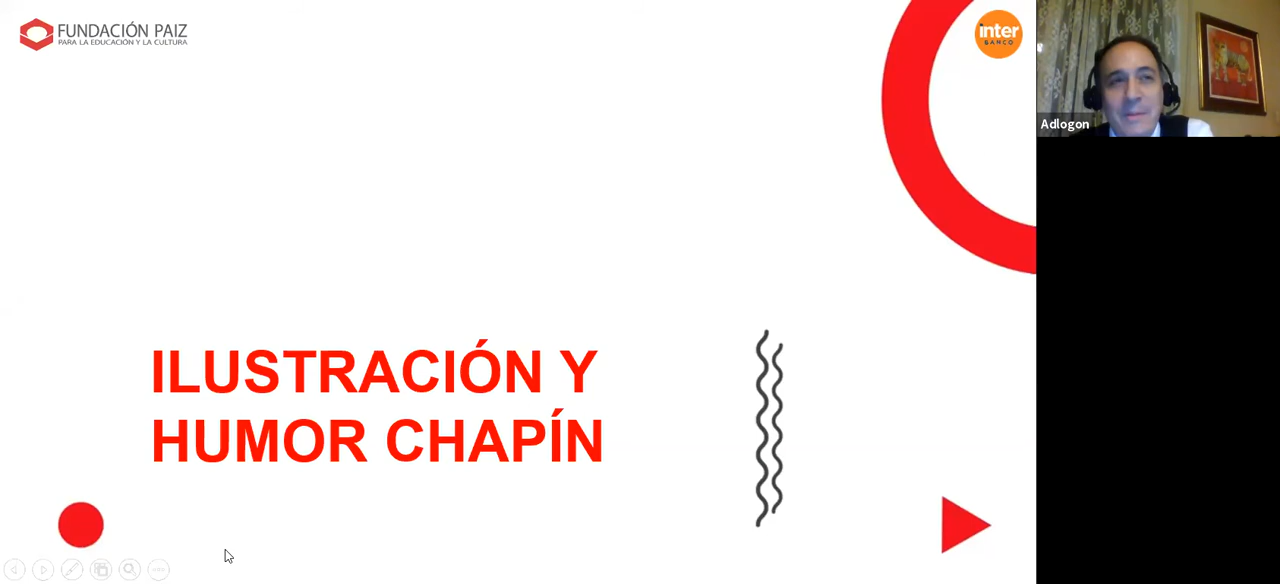 FUNDACIÓN PAIZ
PARA LA EDUCACIÓN Y LA CULTURA
inter
BANCO
Adlogon
ILUSTRACIÓN Y
HUMOR CHAPÍN